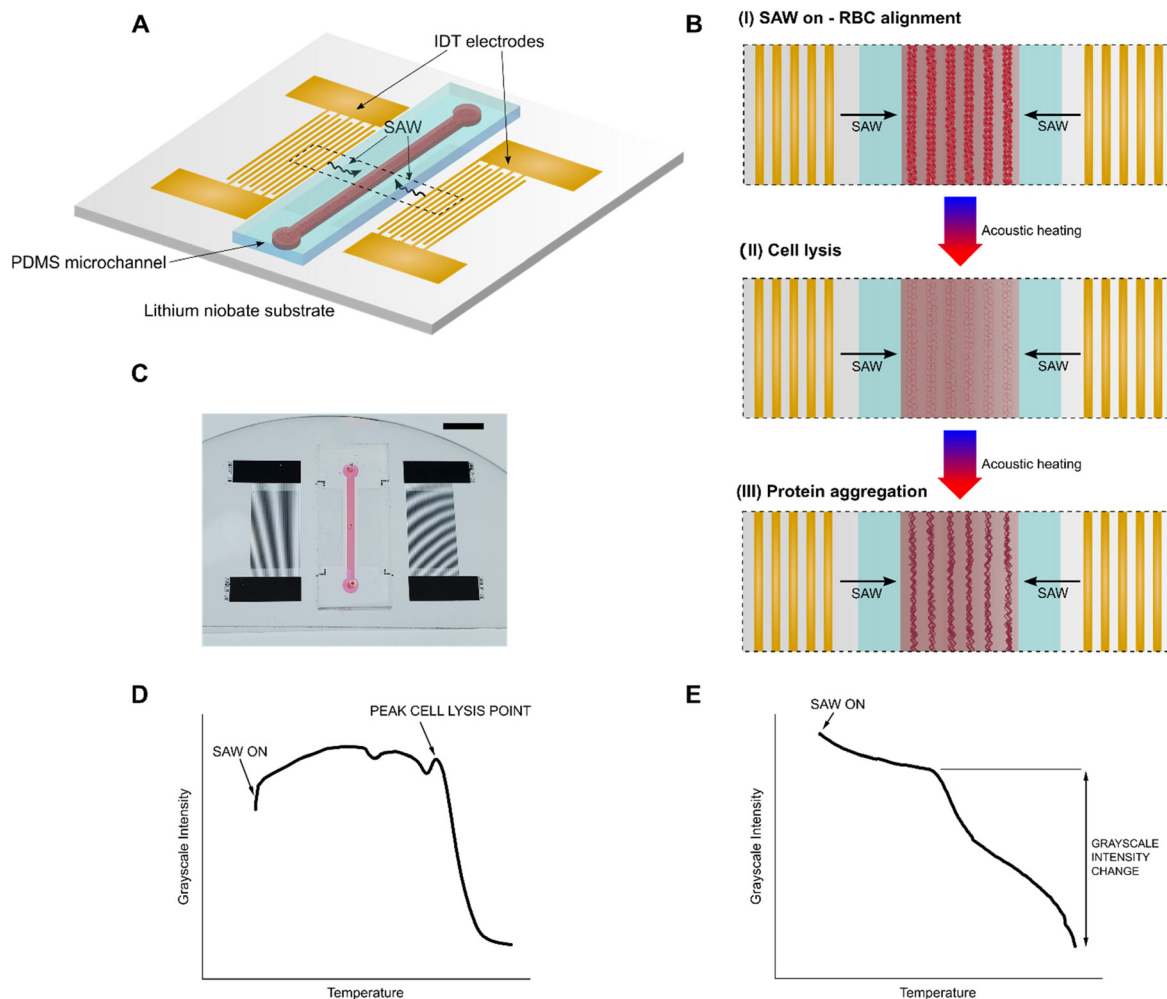 A
IDT electrodes
SAW
PDMS microchannel
Lithium niobate substrate
B
(I) SAW on - RBC alignment
SAW
SAW
Acoustic heating
(II) Cell lysis
SAW
SAW
Acoustic heating
(III) Protein aggregation
SAW
SAW
C
D
PEAK CELL LYSIS POINT
SAW ON
Grayscale Intensity
Temperature
E
SAW ON
Grayscale Intensity
GRAYSCALE
INTENSITY
CHANGE
Temperature